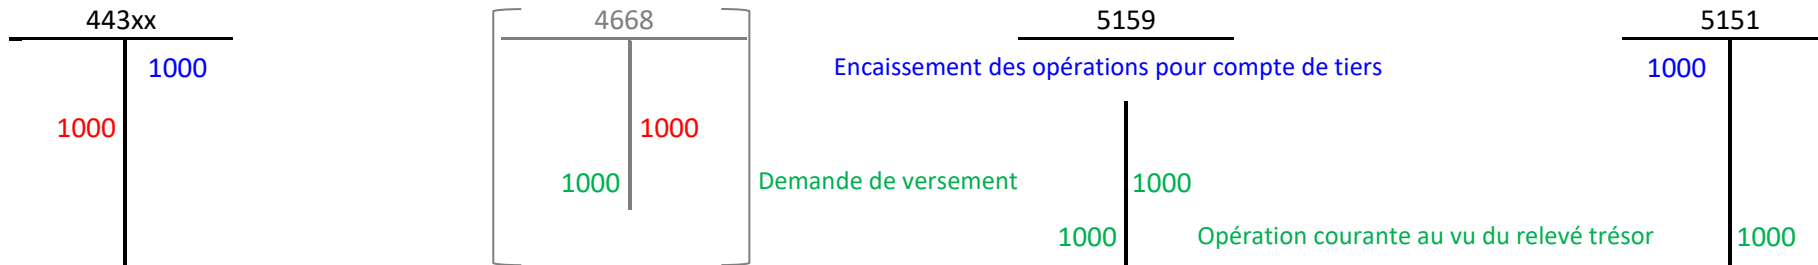 443xx 4668 5159 5151
1000 Encaissement des opérations pour compte de tiers 1000
1000 1000
1000 Demande de versement 1000
1000 Opération courante au vu du relevé trésor 1000